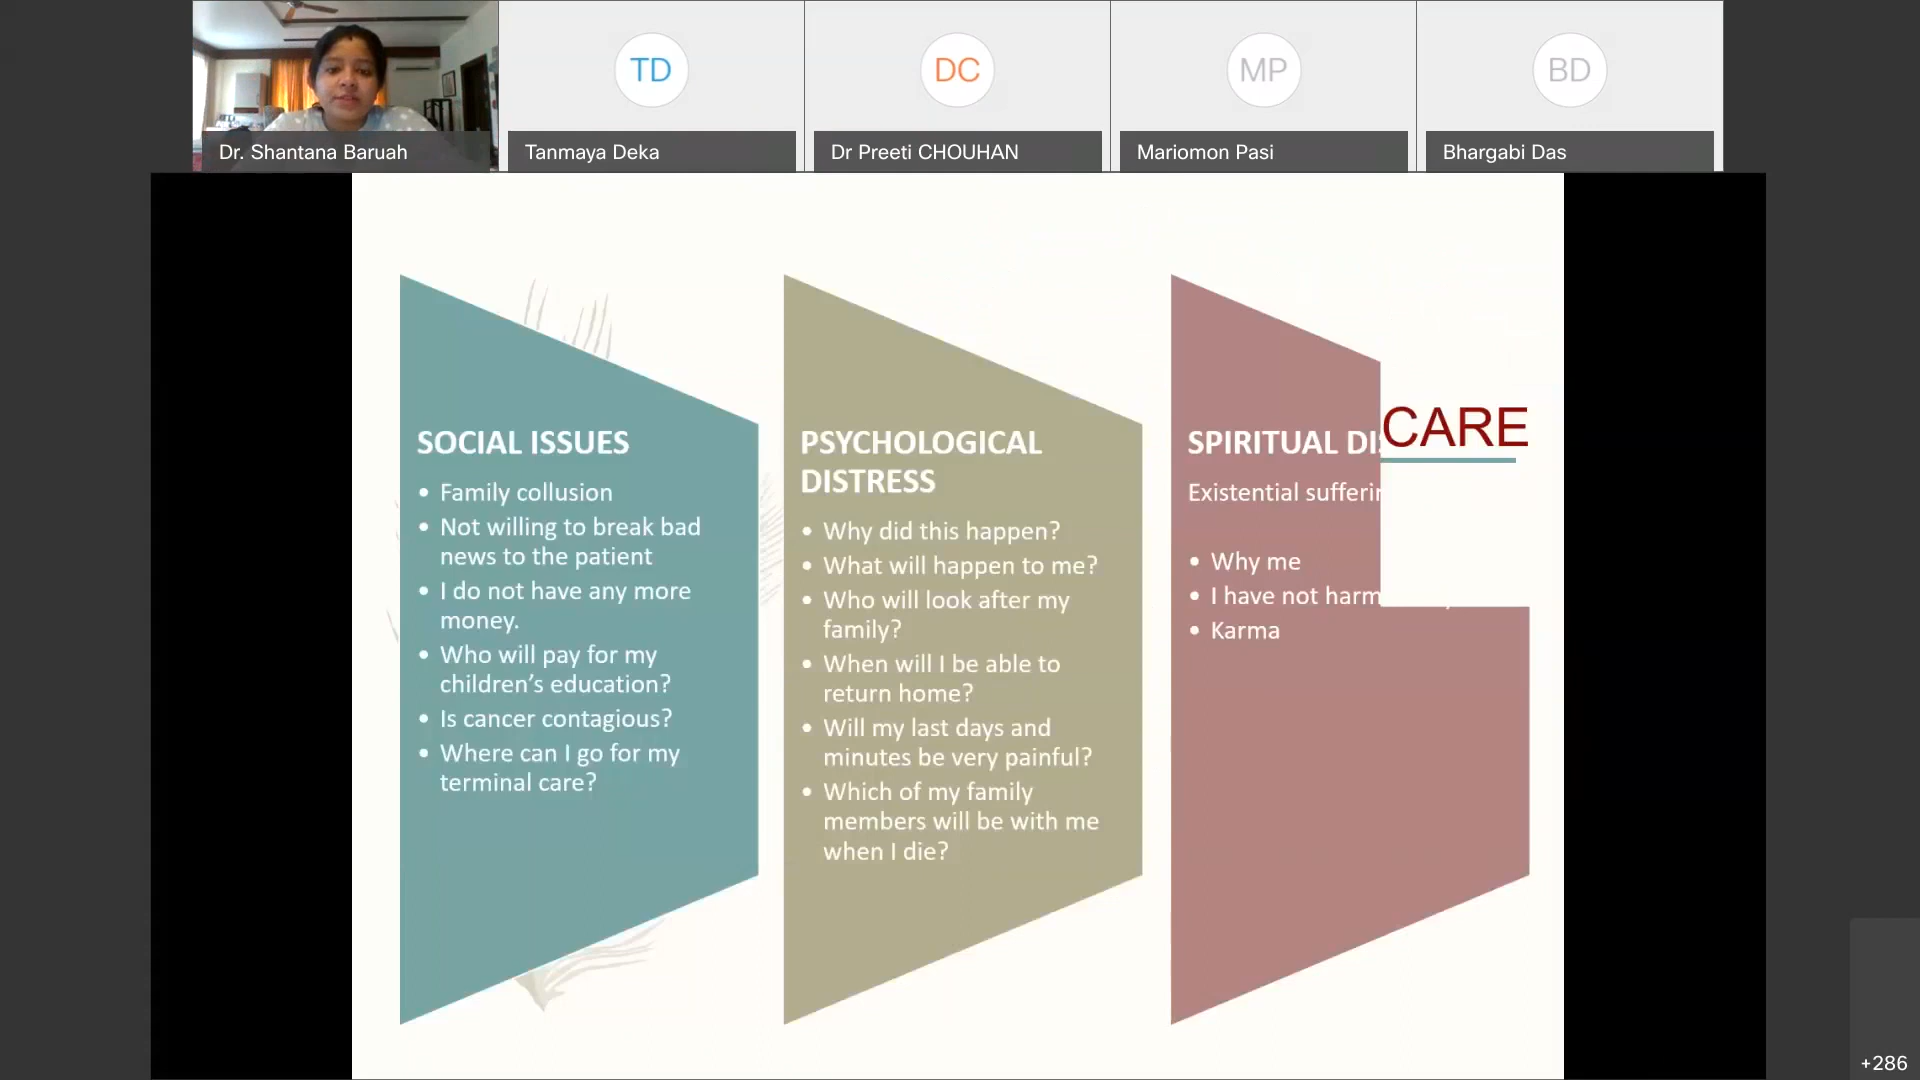 TD
DC
MP
BD
Dr. Shantana Baruah
Tanmaya Deka
Dr Preeti CHOUHAN
Mariomon Pasi
Bhargabi Das
SOCIAL ISSUES
• Family collusion
• Not willing to break bad
news to the patient
• I do not have any more
money.
• Who will pay for my
children’s education?
• Is cancer contagious?
• Where can I go for my
terminal care?
PSYCHOLOGICAL
DISTRESS
• Why did this happen?
• What will happen to me?
• Who will look after my
family?
• When will I be able to
return home?
• Will my last days and
minutes be very painful?
• Which of my family
members will be with me
when I die?
SPIRITUAL
CARE
Existential
• Why me
• I have not
• Karma
+286